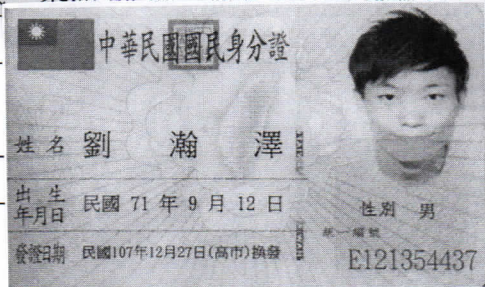 中華民國國民身分證
姓名 劉瀚澤
出生年月日 民國 71 年 9 月 12 日
性別 男
發證日期 民國107年12月27日(高市)換發
統一編號
E121354437